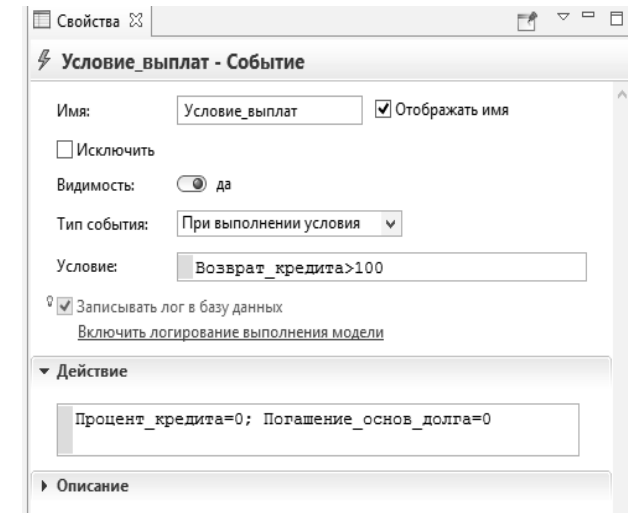 Свойства
Условие_выплат - Событие
Имя: Условие_выплат Отображать имя
Исключить
Видимость: да
Тип события: При выполнении условия
Условие: Возврат_кредита>100
Записывать лог в базу данных
Включить логирование выполнения модели
Действие
Процент_кредита=0; Погашение_основ_долга=0
Описание